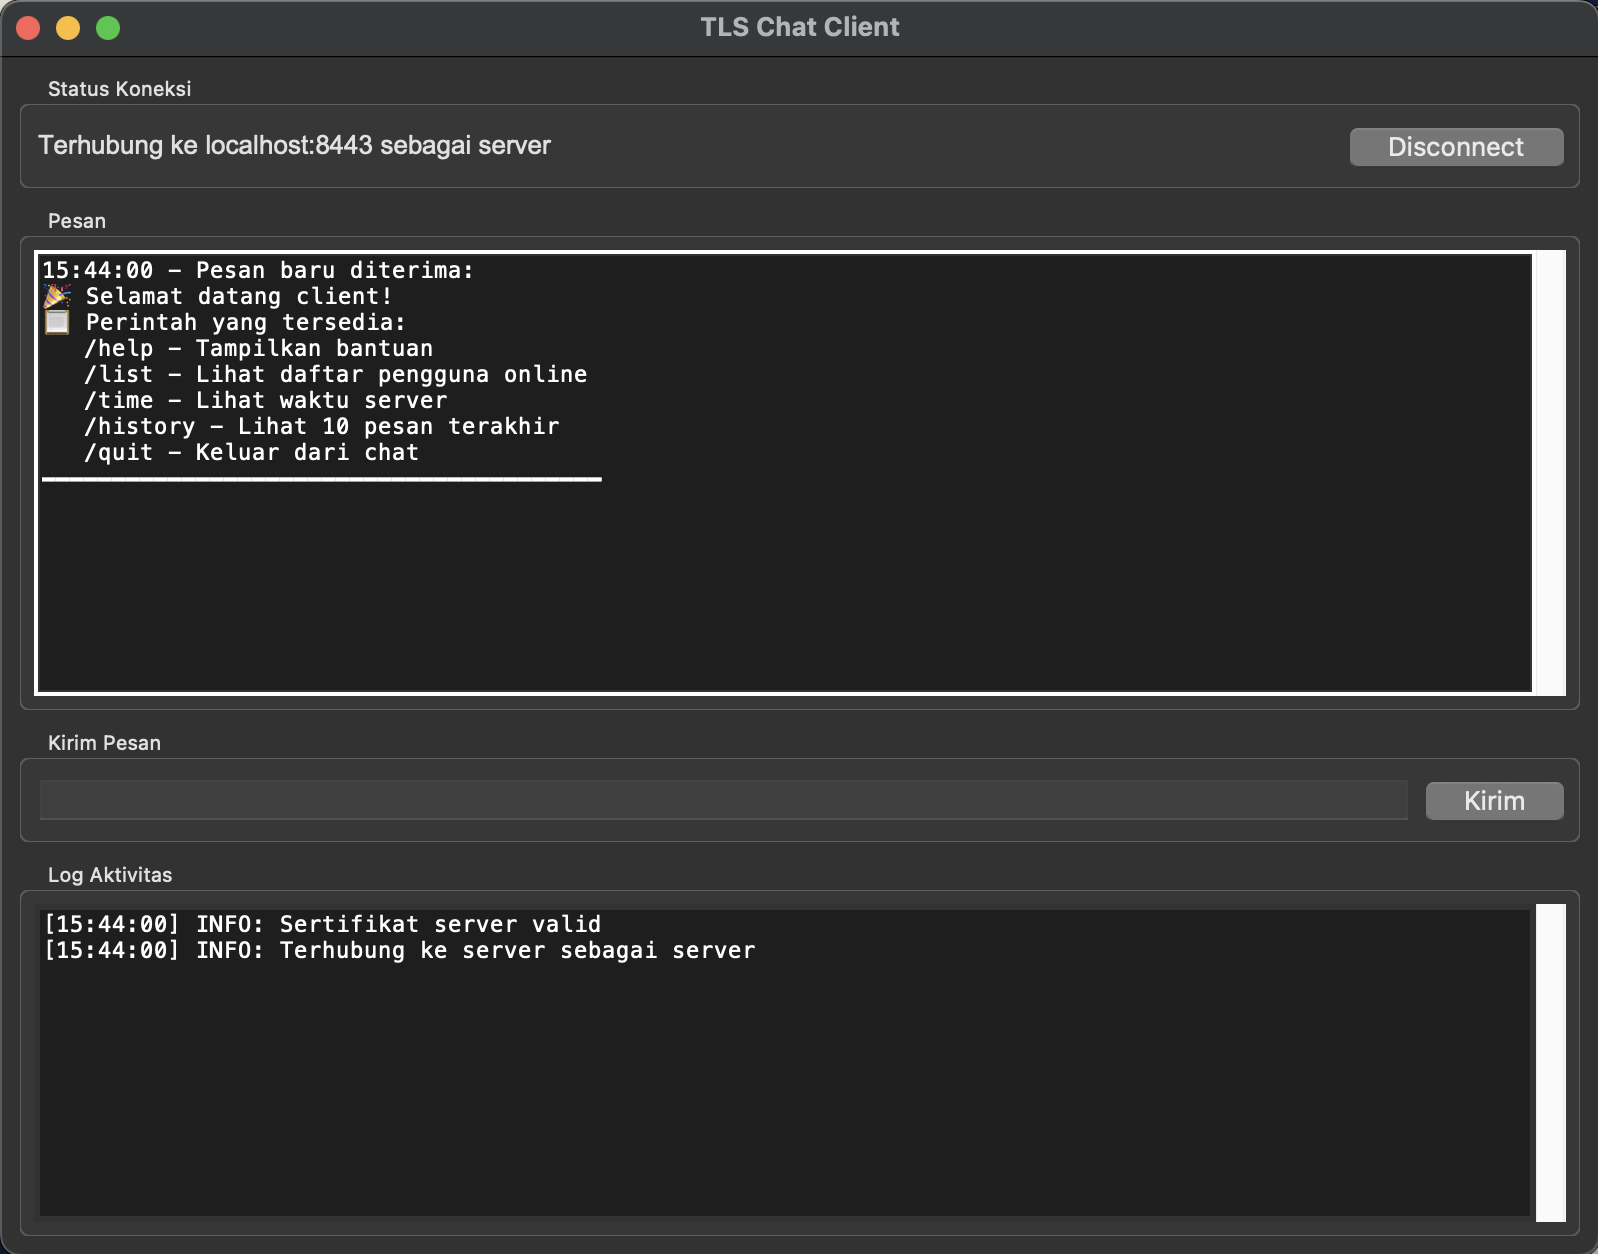 TLS Chat Client
Status Koneksi
Terhubung ke localhost:8443 sebagai server
Disconnect
Pesan
15:44:00 - Pesan baru diterima:
🎉 Selamat datang client!
📋 Perintah yang tersedia:
/help - Tampilkan bantuan
/list - Lihat daftar pengguna online
/time - Lihat waktu server
/history - Lihat 10 pesan terakhir
/quit - Keluar dari chat
Kirim Pesan
Kirim
Log Aktivitas
[15:44:00] INFO: Sertifikat server valid
[15:44:00] INFO: Terhubung ke server sebagai server